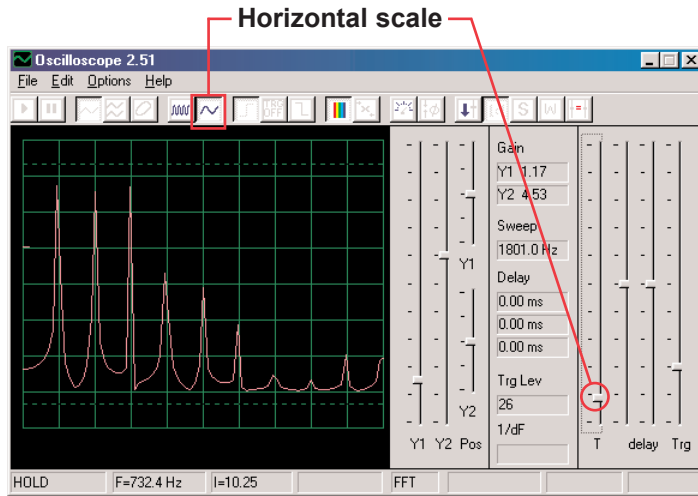 Horizontal scale
Oscilloscope 2.51
File Edit Options Help
TRG OFF
S
Gain
Y1 1.17
Y2 4.53
Sweep
1801.0 Hz
Delay
0.00 ms
0.00 ms
0.00 ms
Trg Lev
26
1/dF
Y1
Y2
Y1 Y2 Pos
T delay Trg
HOLD F=732.4 Hz I=10.25 FFT